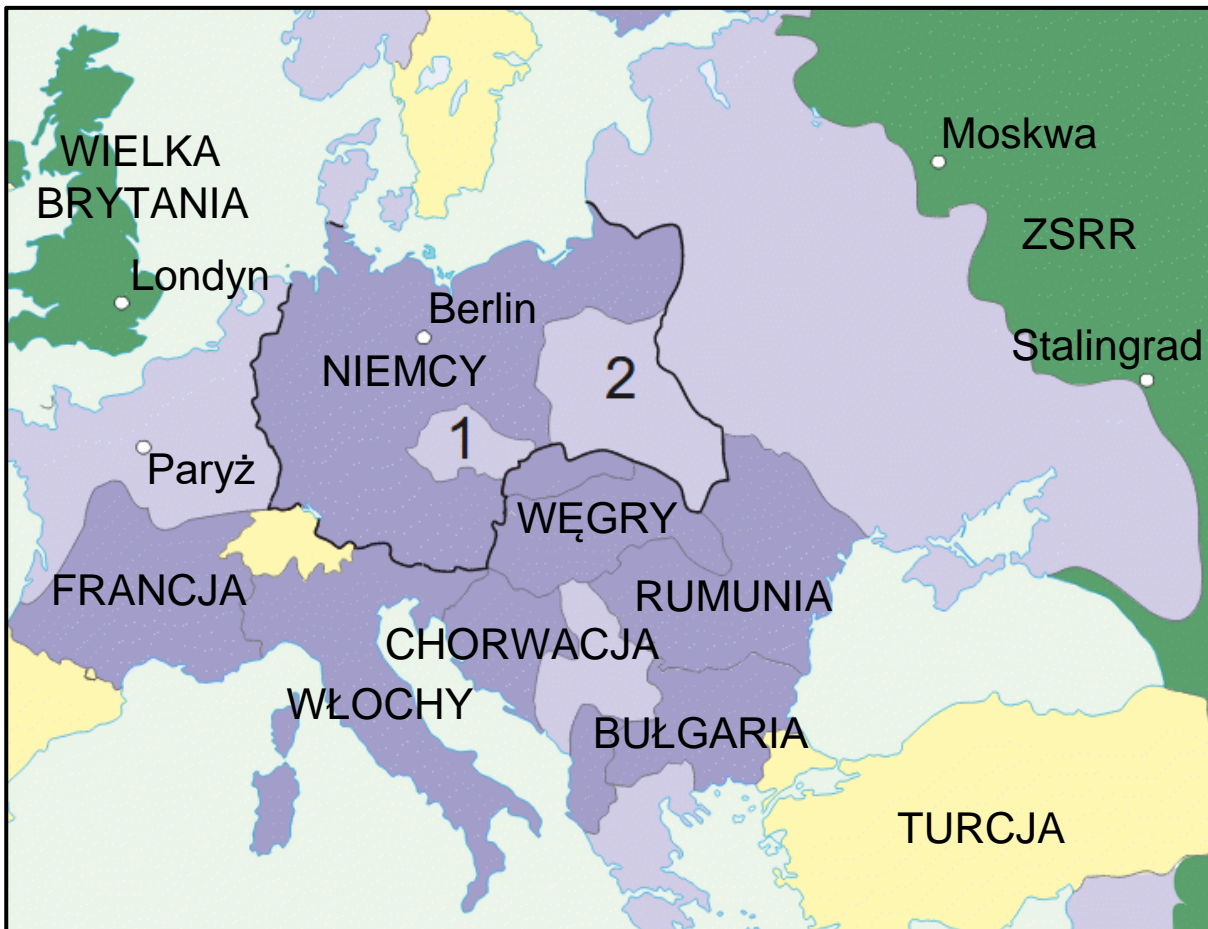 Moskwa
WIELKA
BRYTANIA
ZSRR
Londyn
Berlin
Stalingrad
NIEMCY
2
1
Paryż
WĘGRY
FRANCJA
RUMUNIA
CHORWACJA
WŁOCHY
BUŁGARIA
TURCJA